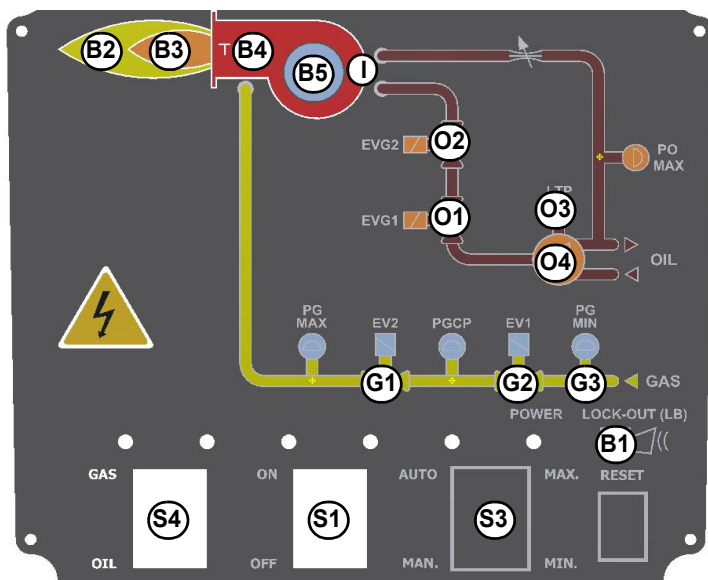 B2
B3
T
B4
B5
I
EVG2
O2
PO
MAX
EVG1
O1
O3
O4
OIL
PG
MAX
EV2
PGCP
EV1
PG
MIN
G1
G2
G3
GAS
POWER
LOCK-OUT (LB)
B1
GAS
ON
AUTO
MAX.
RESET
S4
S1
S3
OIL
OFF
MAN.
MIN.